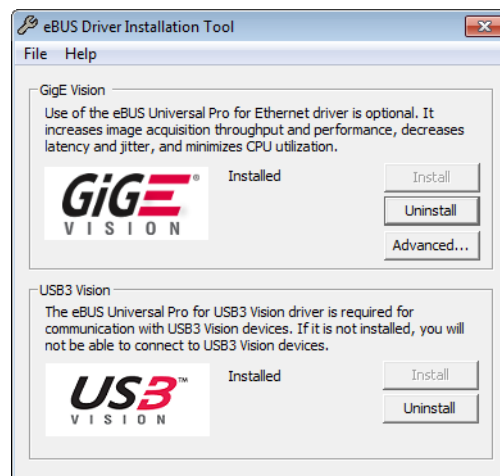 eBUS Driver Installation Tool
File Help
GigE Vision
Use of the eBUS Universal Pro for Ethernet driver is optional. It
increases image acquisition throughput and performance, decreases
latency and jitter, and minimizes CPU utilization.
GiGE®
VISION
Installed
Install
Uninstall
Advanced...
USB3 Vision
The eBUS Universal Pro for USB3 Vision driver is required for
communication with USB3 Vision devices. If it is not installed, you will
not be able to connect to USB3 Vision devices.
USB3™
VISION
Installed
Install
Uninstall